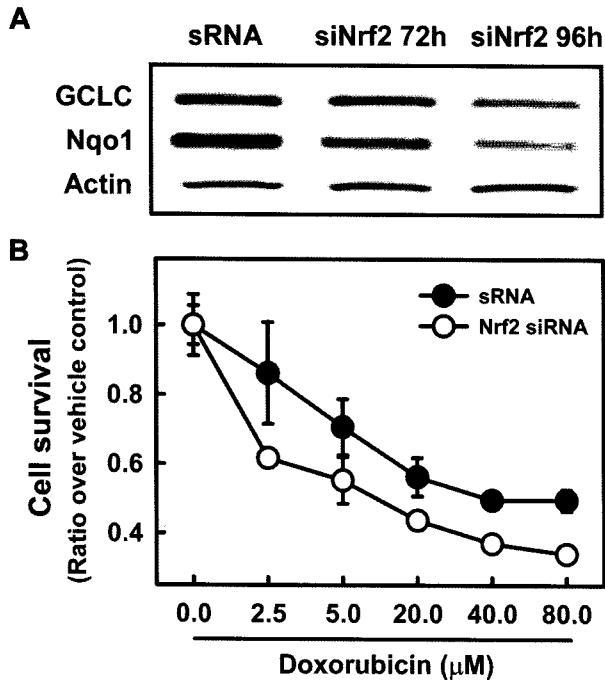 A
sRNA siNrf2 72h siNrf2 96h
GCLC
Nqo1
Actin
B
sRNA
Nrf2 siRNA
Cell survival
(Ratio over vehicle control)
1.0
0.8
0.6
0.4
0.0 2.5 5.0 20.0 40.0 80.0
Doxorubicin (μM)